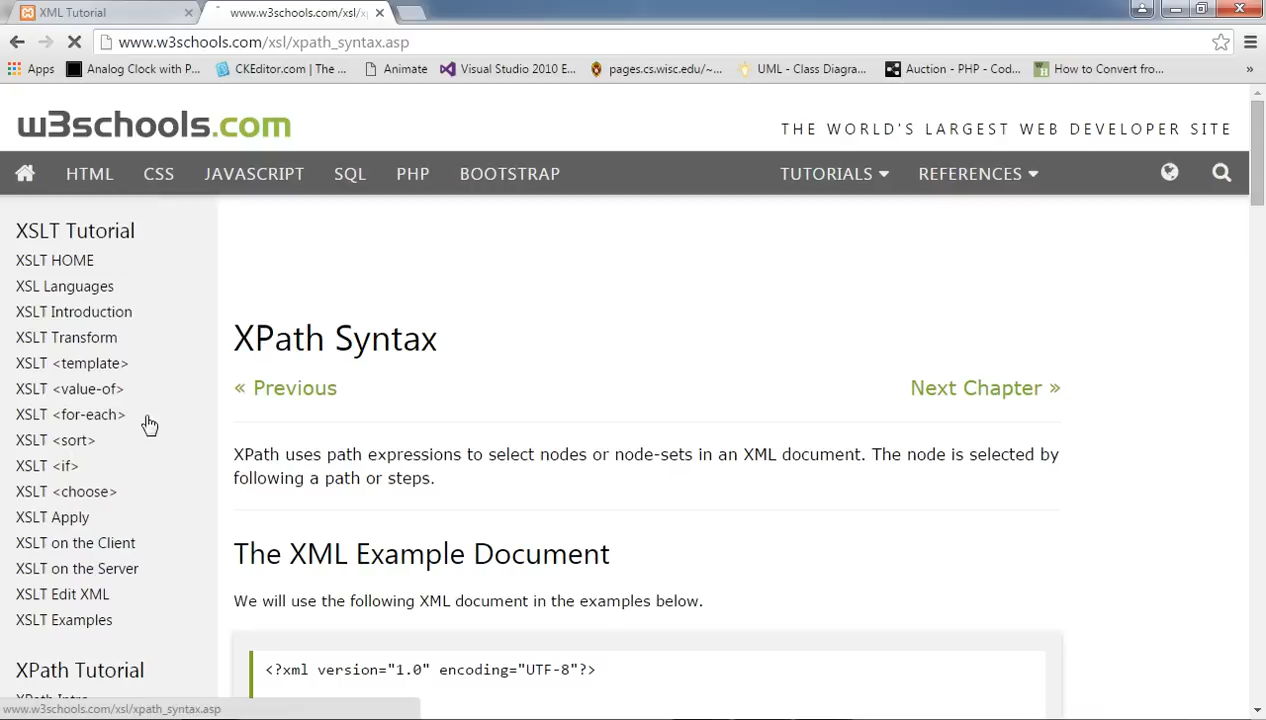 XML Tutorial
www.w3schools.com/xsl/xp
www.w3schools.com/xsl/xpath_syntax.asp
Apps
Analog Clock with P...
CKEditor.com | The ...
Animate
Visual Studio 2010 E...
pages.cs.wisc.edu/~...
UML - Class Diagra...
Auction - PHP - Cod...
How to Convert fro...
»
w3schools.com
THE WORLD'S LARGEST WEB DEVELOPER SITE
HTML
CSS
JAVASCRIPT
SQL
PHP
BOOTSTRAP
TUTORIALS
REFERENCES
XSLT Tutorial
XSLT HOME
XSL Languages
XSLT Introduction
XSLT Transform
XSLT <template>
XSLT <value-of>
XSLT <for-each>
XSLT <sort>
XSLT <if>
XSLT <choose>
XSLT Apply
XSLT on the Client
XSLT on the Server
XSLT Edit XML
XSLT Examples
XPath Tutorial
XPath Intro
www.w3schools.com/xsl/xpath_syntax.asp
XPath Syntax
« Previous
Next Chapter »
XPath uses path expressions to select nodes or node-sets in an XML document. The node is selected by
following a path or steps.
The XML Example Document
We will use the following XML document in the examples below.
<?xml version="1.0" encoding="UTF-8"?>